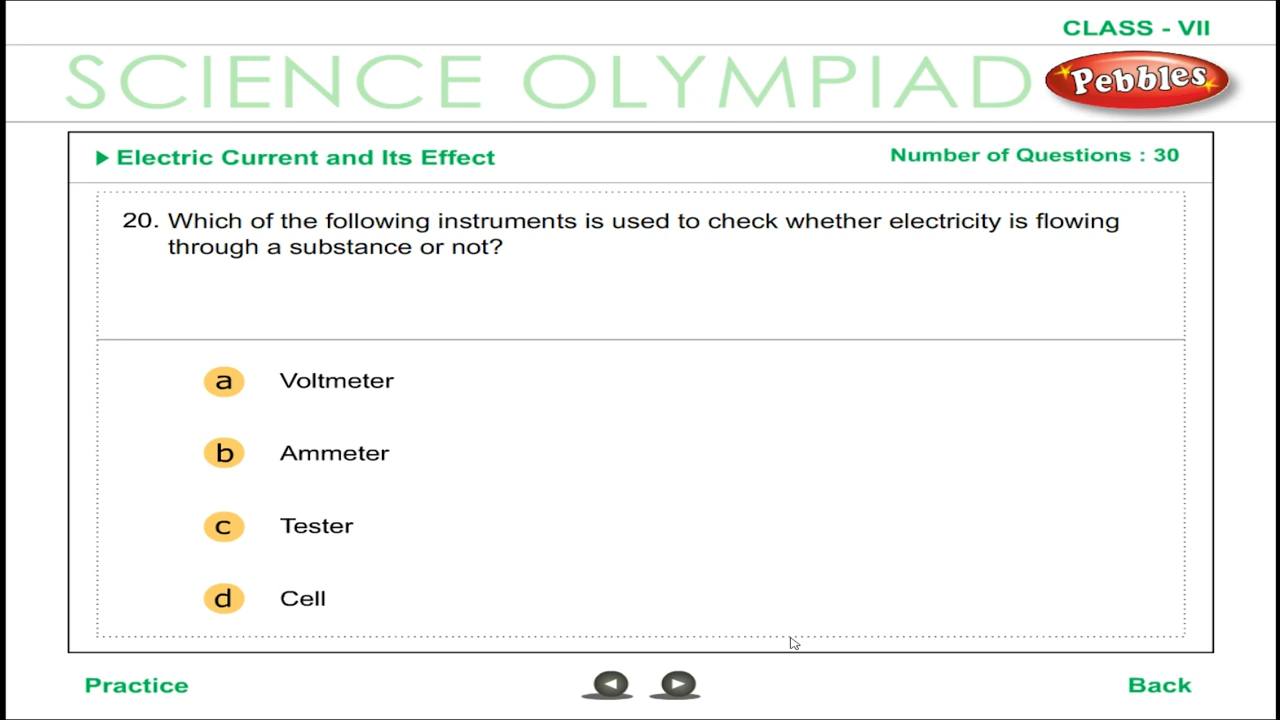 CLASS - VII
SCIENCE OLYMPIAD
Pebbles
Electric Current and Its Effect
Number of Questions : 30
20. Which of the following instruments is used to check whether electricity is flowing
through a substance or not?
a Voltmeter
b Ammeter
c Tester
d Cell
Practice
Back